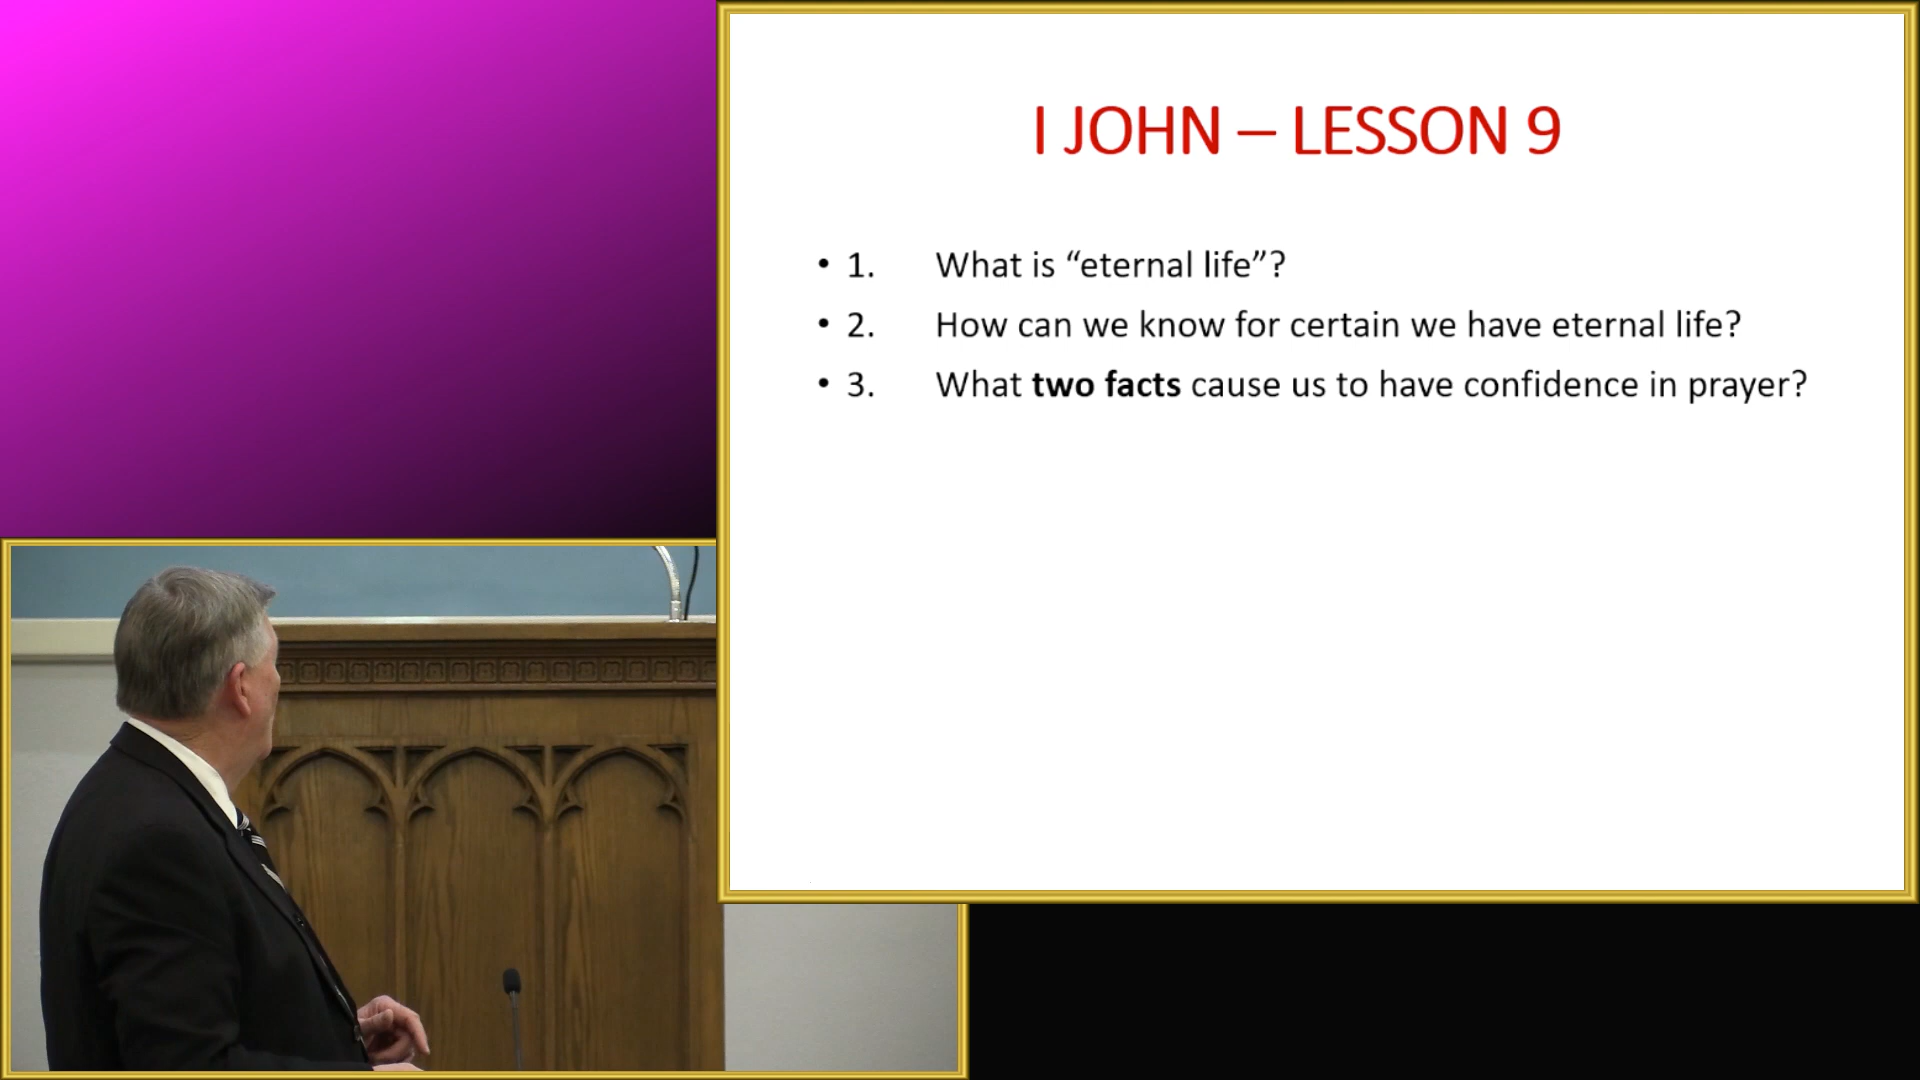 I JOHN – LESSON 9
• 1. What is “eternal life”?
• 2. How can we know for certain we have eternal life?
• 3. What two facts cause us to have confidence in prayer?